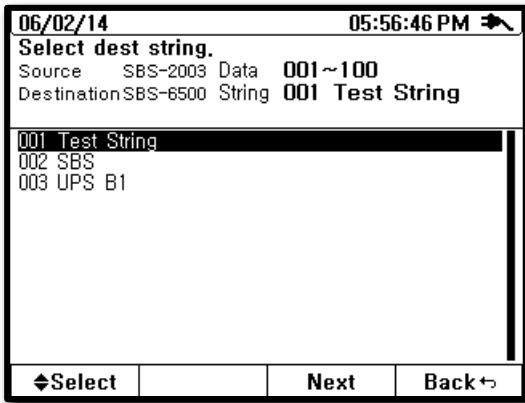 06/02/14 05:56:46 PM
Select dest string.
Source SBS-2003 Data 001~100
Destination SBS-6500 String 001 Test String
001 Test String
002 SBS
003 UPS B1
Select Next Back